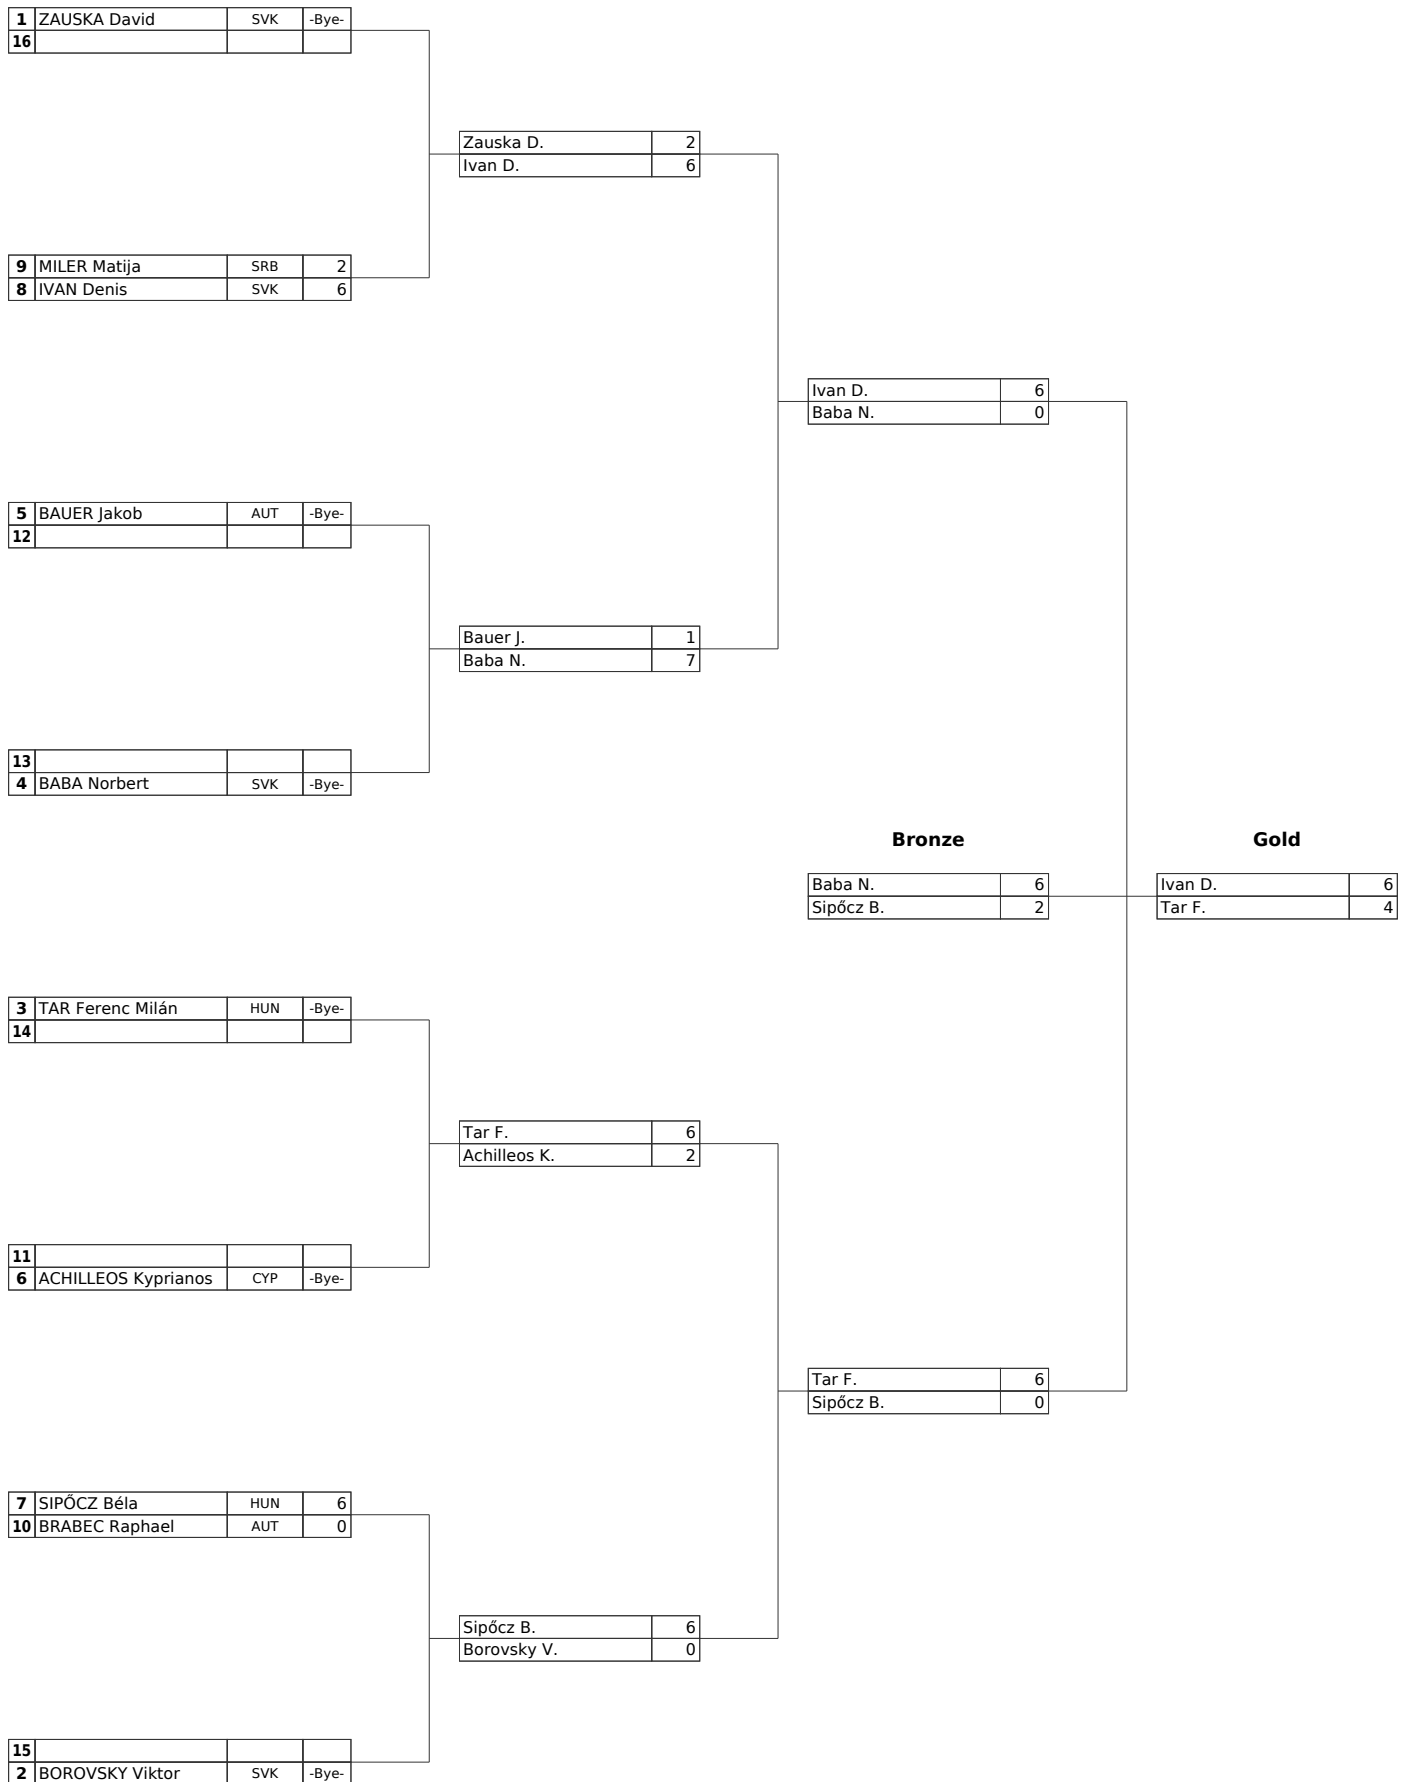 1 ZAUSKA David SVK -Bye-
16
Zauska D. 2
Ivan D. 6
9 MILER Matija SRB 2
8 IVAN Denis SVK 6
Ivan D. 6
Baba N. 0
5 BAUER Jakob AUT -Bye-
12
Bauer J. 1
Baba N. 7
13
4 BABA Norbert SVK -Bye-
Bronze Gold
Baba N. 6 Ivan D. 6
Sipőcz B. 2 Tar F. 4
3 TAR Ferenc Milán HUN -Bye-
14
Tar F. 6
Achilleos K. 2
11
6 ACHILLEOS Kyprianos CYP -Bye-
Tar F. 6
Sipőcz B. 0
7 SIPŐCZ Béla HUN 6
10 BRABEC Raphael AUT 0
Sipőcz B. 6
Borovsky V. 0
15
2 BOROVSKY Viktor SVK -Bye-